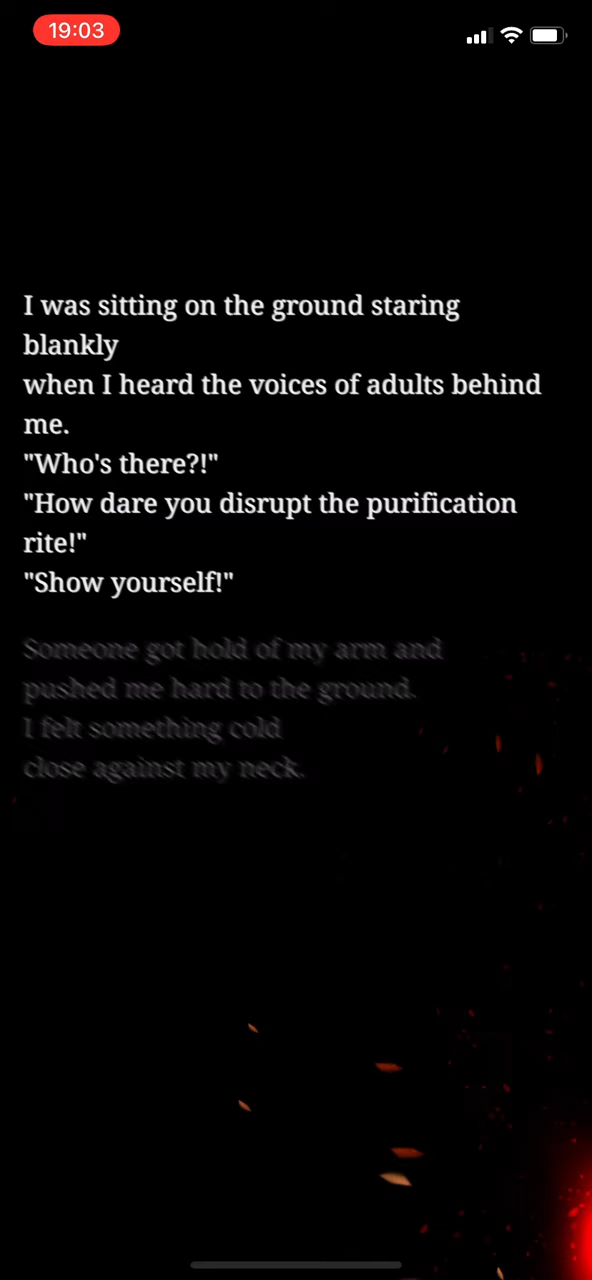 19:03
I was sitting on the ground staring
blankly
when I heard the voices of adults behind
me.
"Who's there?!"
"How dare you disrupt the purification
rite!"
"Show yourself!"
Someone got hold of my arm and
pushed me hard to the ground.
I felt something cold
close against my neck.